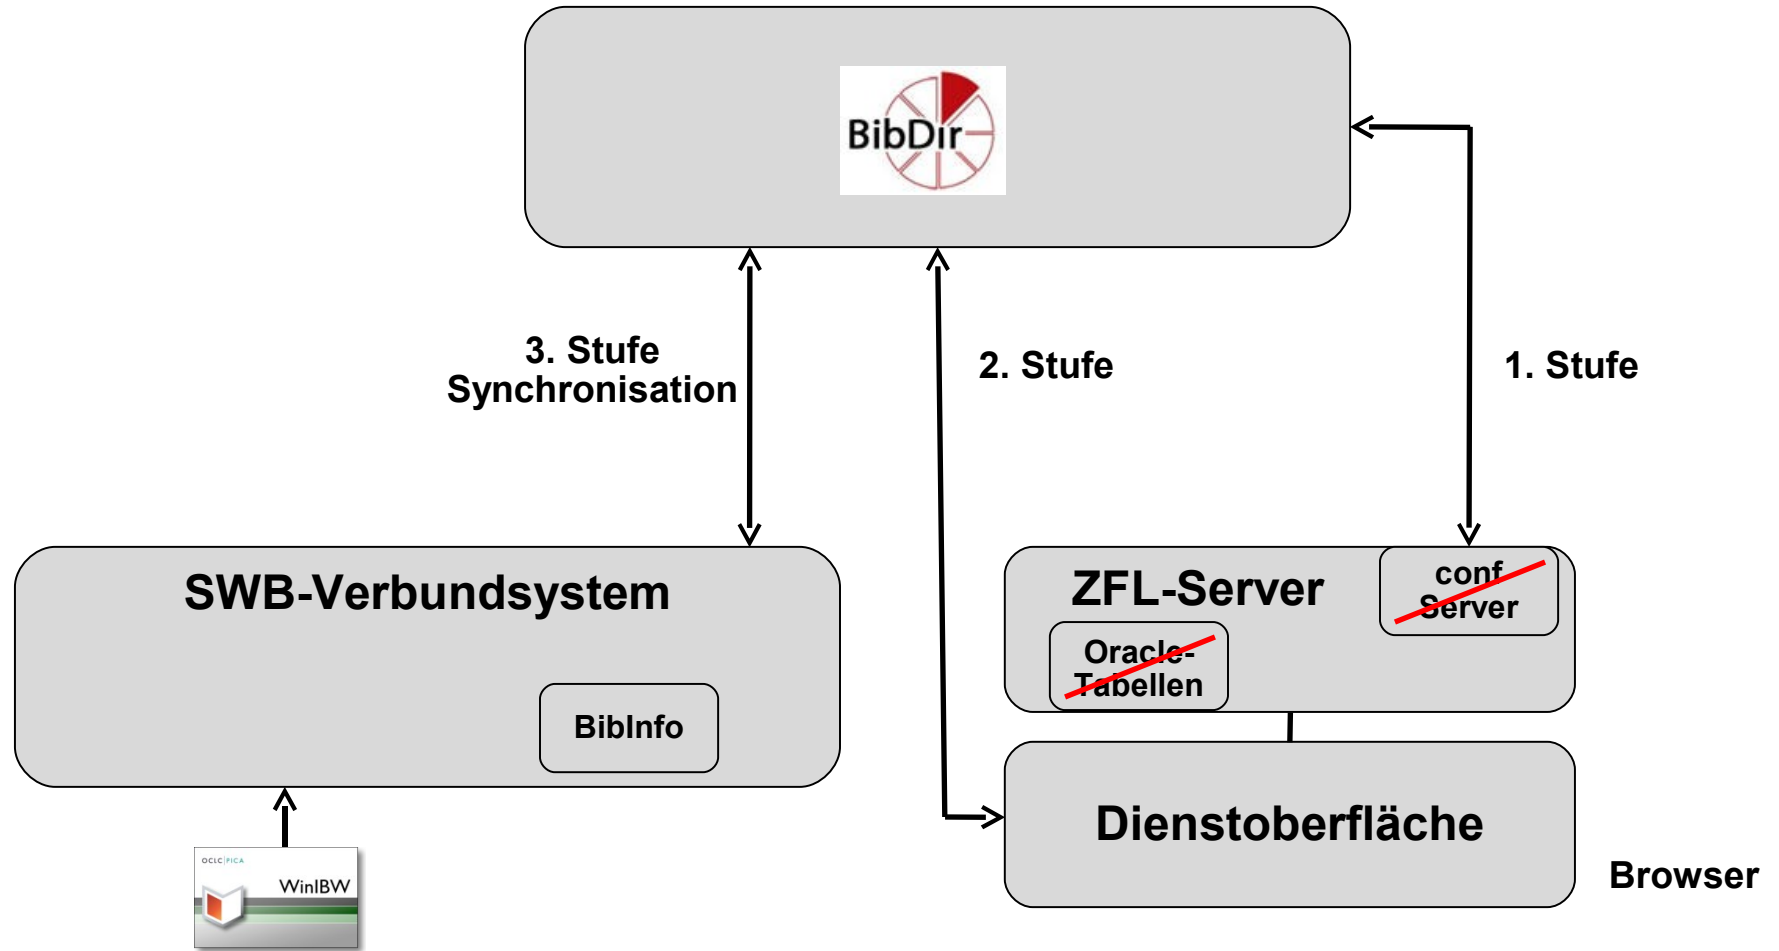 BibDir
3. Stufe
Synchronisation
2. Stufe
1. Stufe
SWB-Verbundsystem
BibInfo
ZFL-Server
conf
Server
Oracle-
Tabellen
Dienstoberfläche
Browser
OCLC PICA
WinIBW